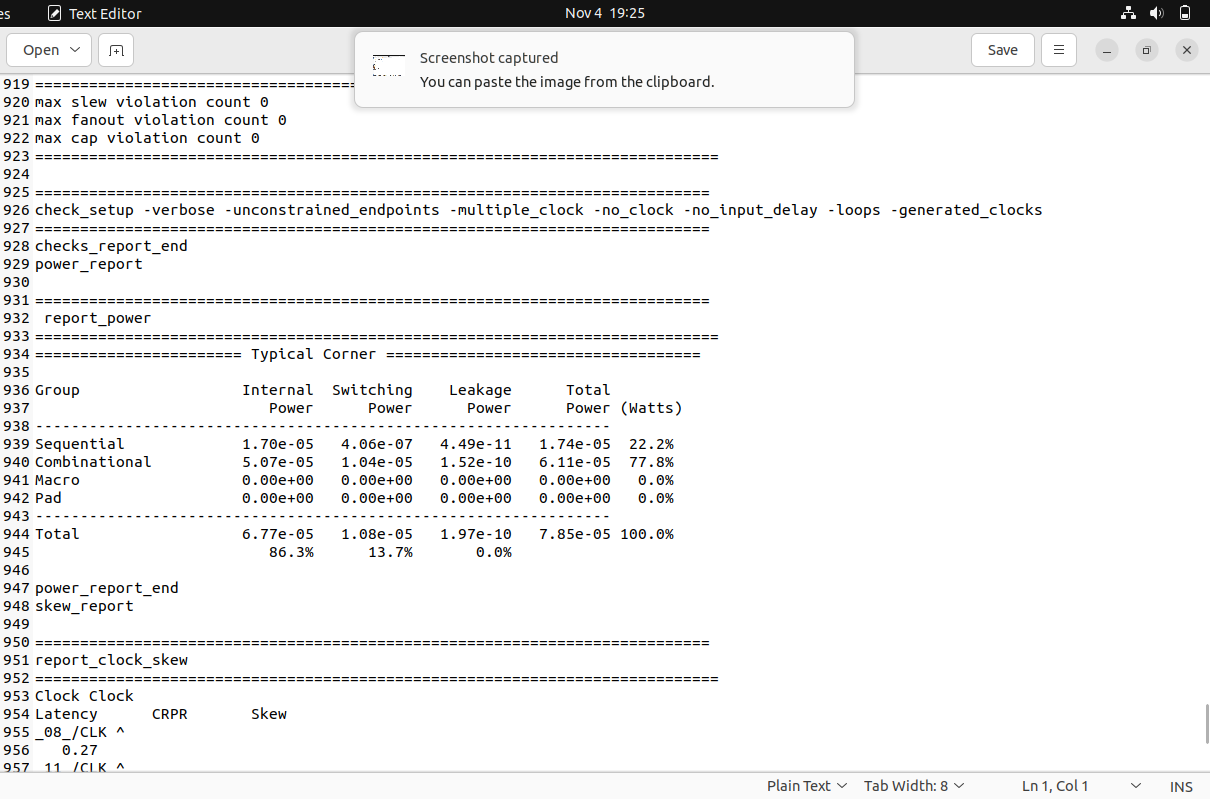 es Text Editor Nov 4 19:25
Open Save
Screenshot captured
You can paste the image from the clipboard.
919 ===================================
920 max slew violation count 0
921 max fanout violation count 0
922 max cap violation count 0
923 ============================================================================
924
925 ===========================================================================
926 check_setup -verbose -unconstrained_endpoints -multiple_clock -no_clock -no_input_delay -loops -generated_clocks
927 ===========================================================================
928 checks_report_end
929 power_report
930
931 ===========================================================================
932  report_power
933 ============================================================================
934 ======================= Typical Corner ===================================
935
936 Group                  Internal  Switching    Leakage      Total
937                           Power      Power      Power      Power (Watts)
938 ----------------------------------------------------------------
939 Sequential             1.70e-05   4.06e-07   4.49e-11   1.74e-05  22.2%
940 Combinational          5.07e-05   1.04e-05   1.52e-10   6.11e-05  77.8%
941 Macro                  0.00e+00   0.00e+00   0.00e+00   0.00e+00   0.0%
942 Pad                    0.00e+00   0.00e+00   0.00e+00   0.00e+00   0.0%
943 ----------------------------------------------------------------
944 Total                  6.77e-05   1.08e-05   1.97e-10   7.85e-05 100.0%
945                           86.3%      13.7%       0.0%
946
947 power_report_end
948 skew_report
949
950 ===========================================================================
951 report_clock_skew
952 ============================================================================
953 Clock Clock
954 Latency      CRPR       Skew
955 _08_/CLK ^
956    0.27
957 _11_/CLK ^
Plain Text Tab Width: 8 Ln 1, Col 1 INS